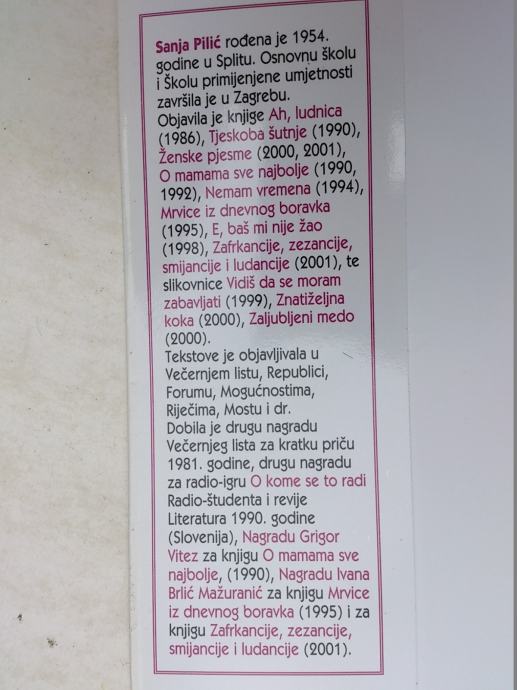 Sanja Pilić rođena je 1954.
godine u Splitu. Osnovnu školu
i Školu primijenjene umjetnosti
završila je u Zagrebu.
Objavila je knjige Ah, ludnica
(1986), Tjeskoba šutnje (1990),
Ženske pjesme (2000, 2001),
O mamama sve najbolje (1990,
1992), Nemam vremena (1994),
Mrvice iz dnevnog boravka
(1995), E, baš mi nije žao
(1998), Zafrkancije, zezancije,
smijancije i ludancije (2001), te
slikovnice Vidiš da se moram
zabavljati (1999), Znatiželjna
koka (2000), Zaljubljeni medo
(2000).
Tekstove je objavljivala u
Večernjem listu, Republici,
Forumu, Mogućnostima,
Riječima, Mostu i dr.
Dobila je drugu nagradu
Večernjeg lista za kratku priču
1981. godine, drugu nagradu
za radio-igru O kome se to radi
Radio-študenta i revije
Literatura 1990. godine
(Slovenija), Nagradu Grigor
Vitez za knjigu O mamama sve
najbolje, (1990), Nagradu Ivana
Brlić Mažuranić za knjigu Mrvice
iz dnevnog boravka (1995) i za
knjigu Zafrkancije, zezancije,
smijancije i ludancije (2001).